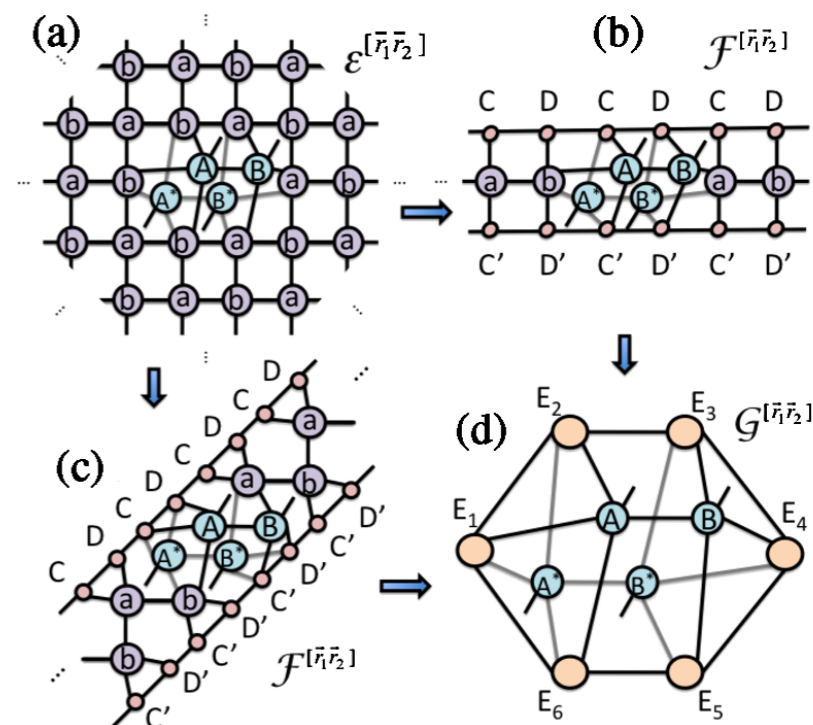 (a)
ε^[r⃗₁r⃗₂]
b a b a
b a b a b a
a b A B a b
A* B*
b a b a b a
b a b a
(b)
ℱ^[r⃗₁r⃗₂]
C D C D C D
a b A B a b
A* B*
C' D' C' D' C' D'
(c)
D C D C D C D C
a
a b
A B
A* B*
a b
b
D' C' D' C' D' C' D' C'
ℱ^[r⃗₁r⃗₂]
(d)
𝒢^[r⃗₁r⃗₂]
E₂ E₃
E₁ A B E₄
A* B*
E₆ E₅